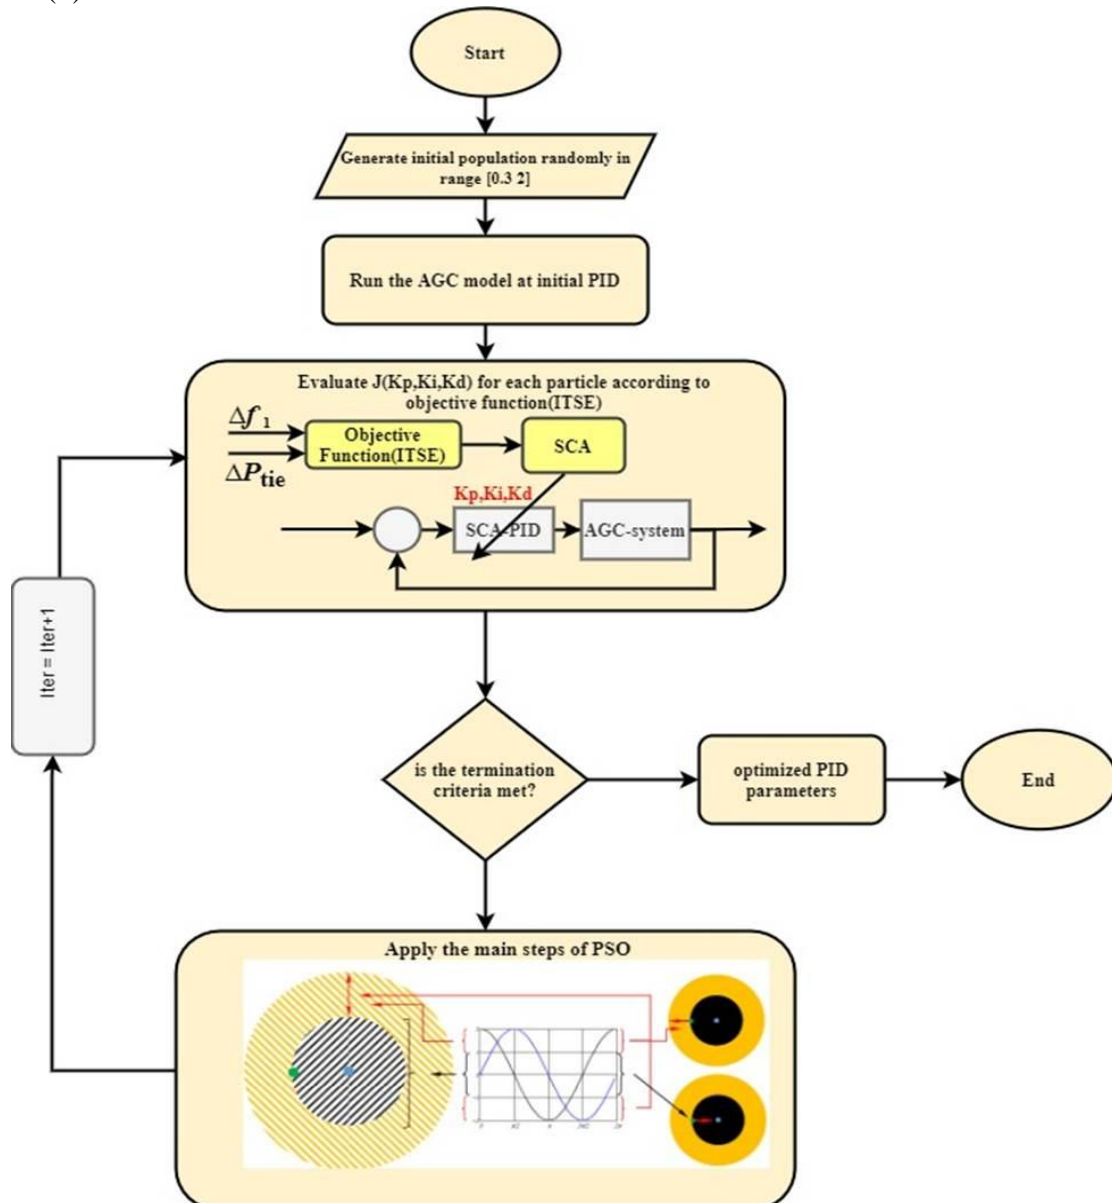 Start
Generate initial population randomly in
range [0.3 2]
Run the AGC model at initial PID
Evaluate J(Kp,Ki,Kd) for each particle according to
objective function(ITSE)
Δf 1
ΔPtie
Objective
Function(ITSE)
SCA
Kp,Ki,Kd
SCA-PID
AGC-system
Iter = Iter+1
is the termination
criteria met?
optimized PID
parameters
End
Apply the main steps of PSO